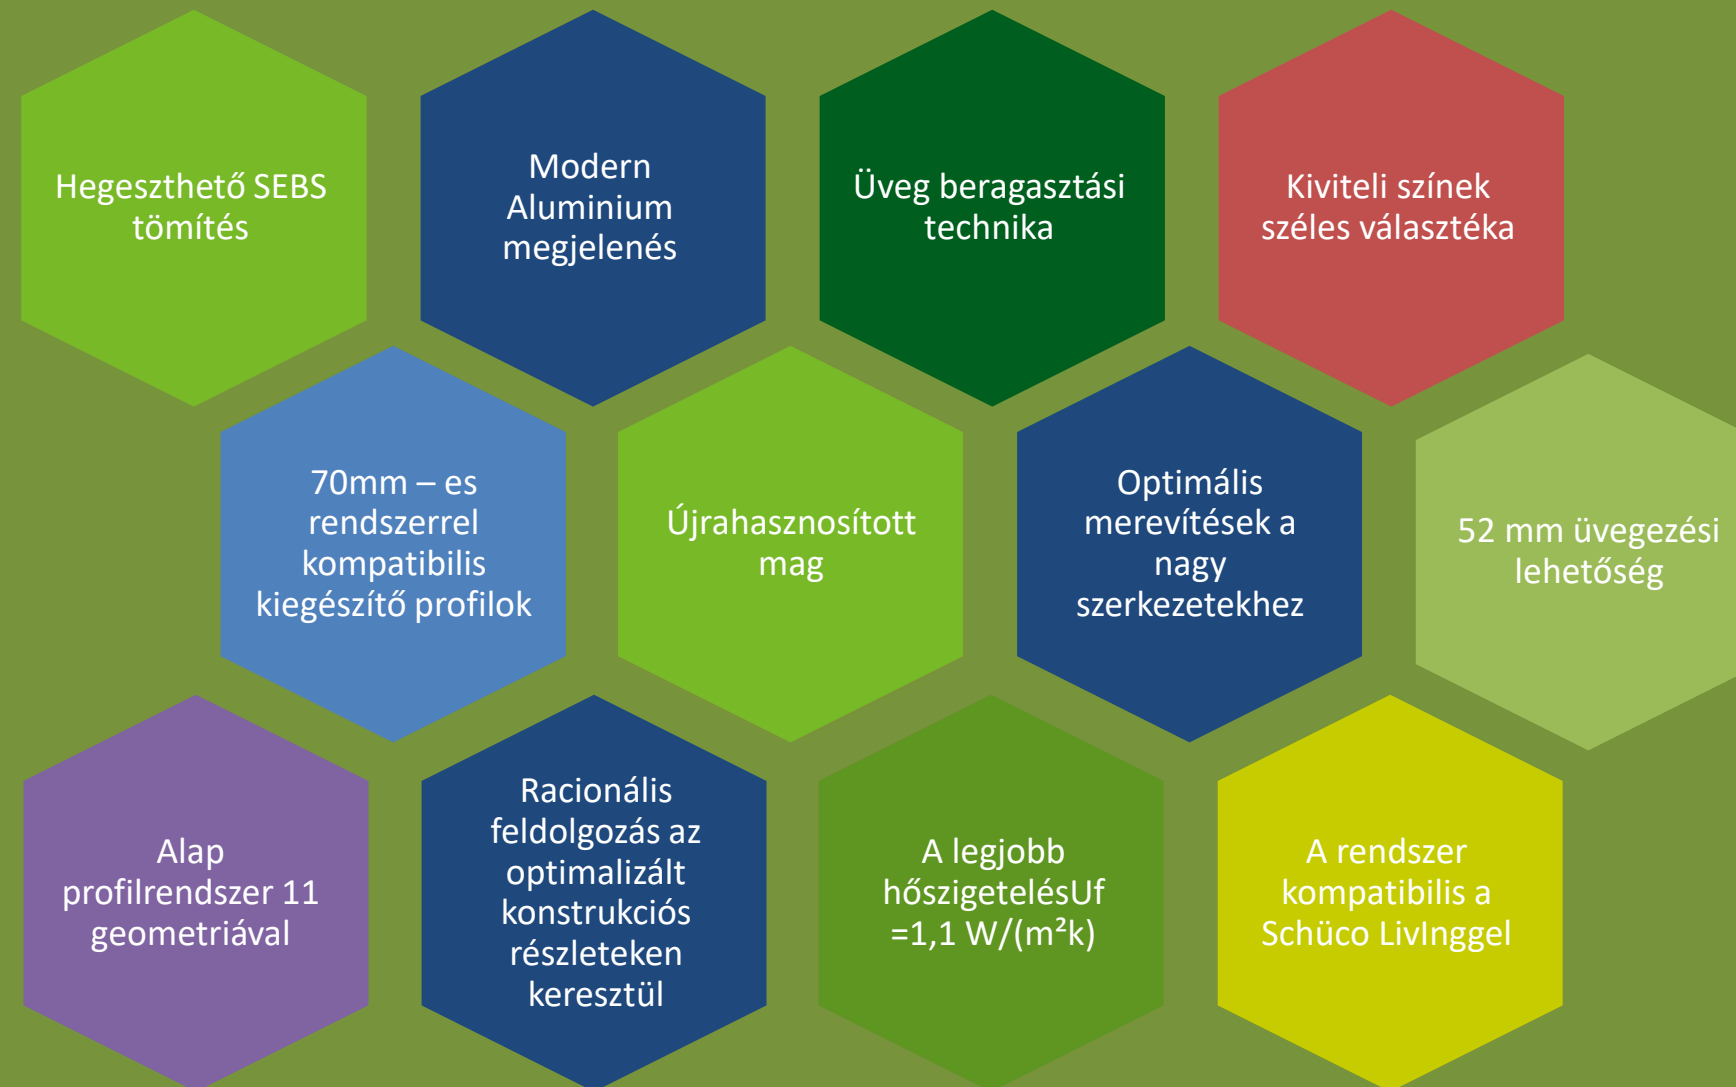 Hegeszthető SEBS
tömítés
Modern
Aluminium
megjelenés
Üveg beragasztási
technika
Kiviteli színek
széles választéka
70mm – es
rendszerrel
kompatibilis
kiegészítő profilok
Újrahasznosított
mag
Optimális
merevítések a
nagy
szerkezetekhez
52 mm üvegezési
lehetőség
Alap
profilrendszer 11
geometriával
Racionális
feldolgozás az
optimalizált
konstrukciós
részleteken
keresztül
A legjobb
hőszigetelésUf
=1,1 W/(m²k)
A rendszer
kompatibilis a
Schüco LivInggel